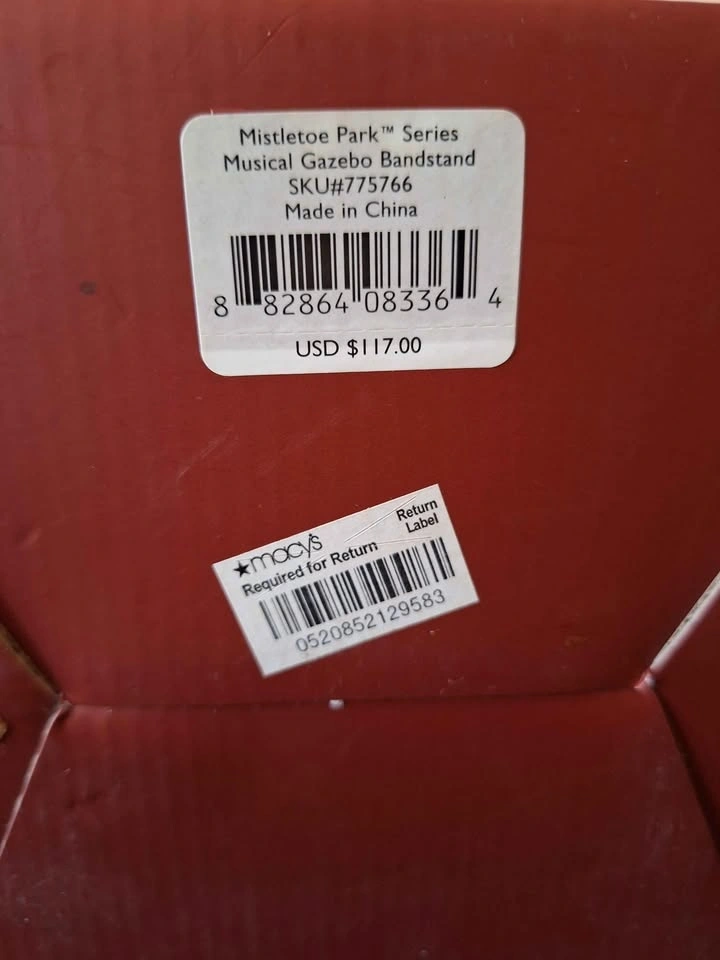 Mistletoe Park™ Series
Musical Gazebo Bandstand
SKU#775766
Made in China
8 82864 08336 4
USD $117.00
★macy's
Return
Label
Required for Return
0520852129583